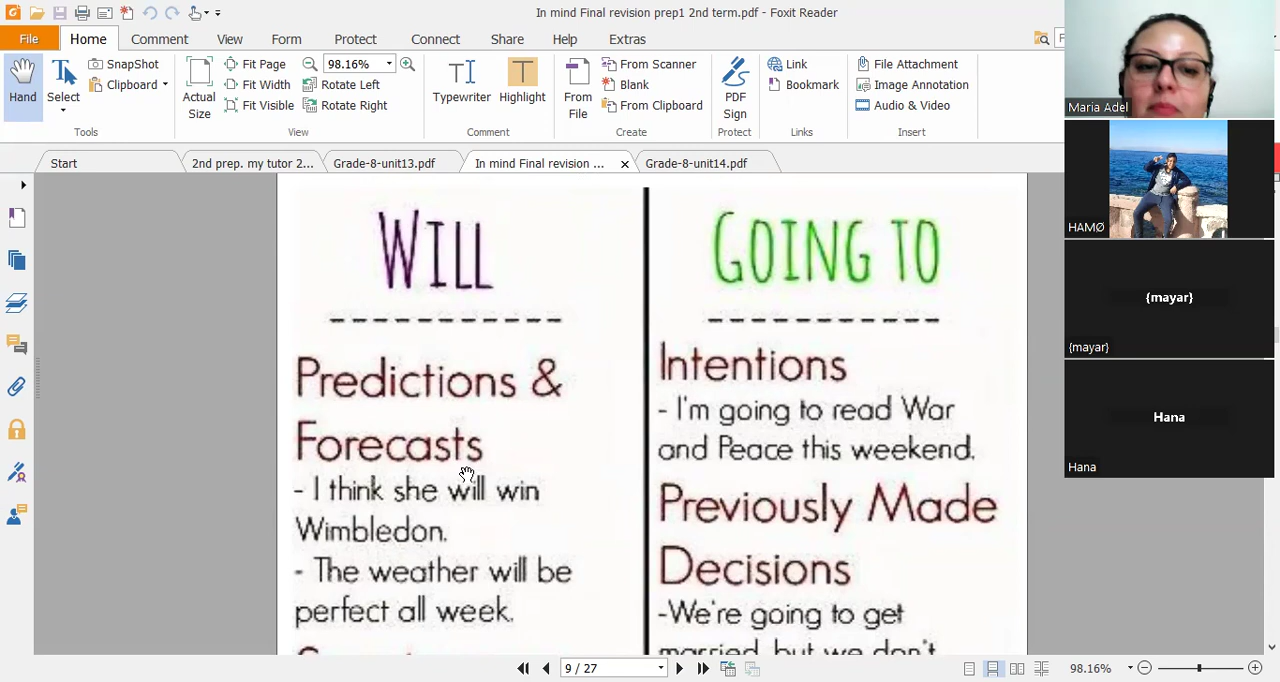 In mind Final revision prep1 2nd term.pdf - Foxit Reader
File Home Comment View Form Protect Connect Share Help Extras
Hand
Select
SnapShot
Clipboard
Actual
Size
Fit Page
Fit Width
Fit Visible
98.16%
Rotate Left
Rotate Right
Typewriter
Highlight
From
File
From Scanner
Blank
From Clipboard
PDF
Sign
Link
Bookmark
File Attachment
Image Annotation
Audio & Video
Tools View Comment Create Protect Links Insert
Start 2nd prep. my tutor 2... Grade-8-unit13.pdf In mind Final revision ... Grade-8-unit14.pdf
WILL
Predictions &
Forecasts
- I think she will win
Wimbledon.
- The weather will be
perfect all week.
GOING TO
Intentions
- I'm going to read War
and Peace this weekend.
Previously Made
Decisions
-We're going to get
married, but we don't
Maria Adel
HAMØ
{mayar}
{mayar}
Hana
Hana
9 / 27
98.16%